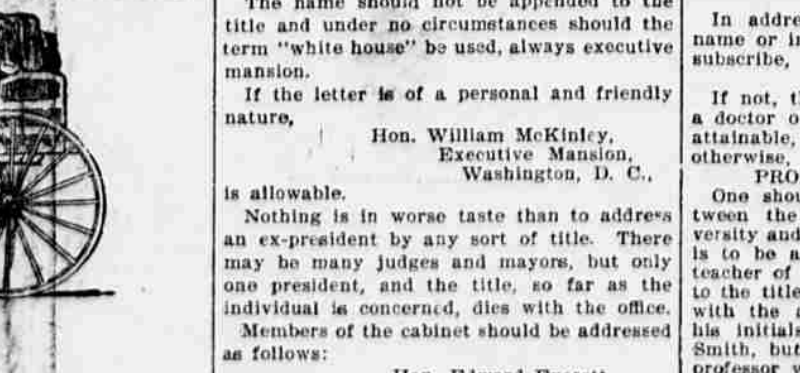 The name should not be appended to the
title and under no circumstances should the
term "white house" be used, always executive
mansion.
If the letter is of a personal and friendly
nature,
Hon. William McKinley,
Executive Mansion,
Washington, D. C.,
is allowable.
Nothing is in worse taste than to address
an ex-president by any sort of title. There
may be many judges and mayors, but only
one president, and the title, so far as the
individual is concerned, dies with the office.
Members of the cabinet should be addressed
as follows:
Hon.
In addre
name or i
subscribe,
If not, t
a doctor o
attainable,
otherwise,
PRO
One shou
tween the
versity and
is to be a
teacher of
to the title
with the
his initials
Smith, but
professor